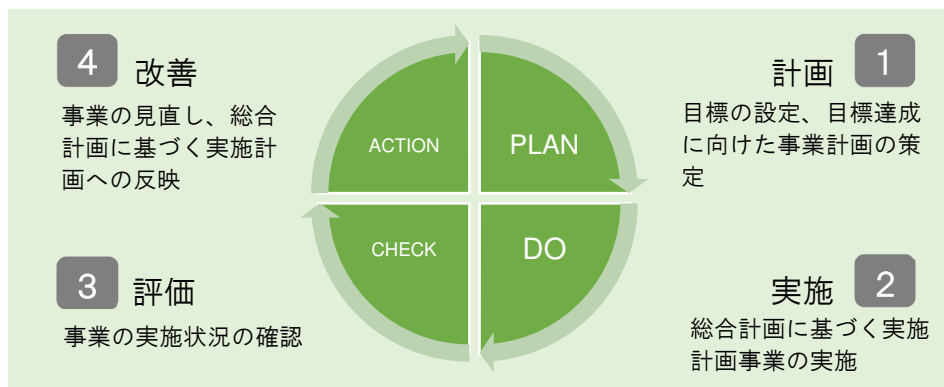 4 改善
事業の見直し、総合
計画に基づく実施計
画への反映
ACTION
PLAN
計画 1
目標の設定、目標達成
に向けた事業計画の策
定
3 評価
事業の実施状況の確認
CHECK
DO
実施 2
総合計画に基づく実施
計画事業の実施